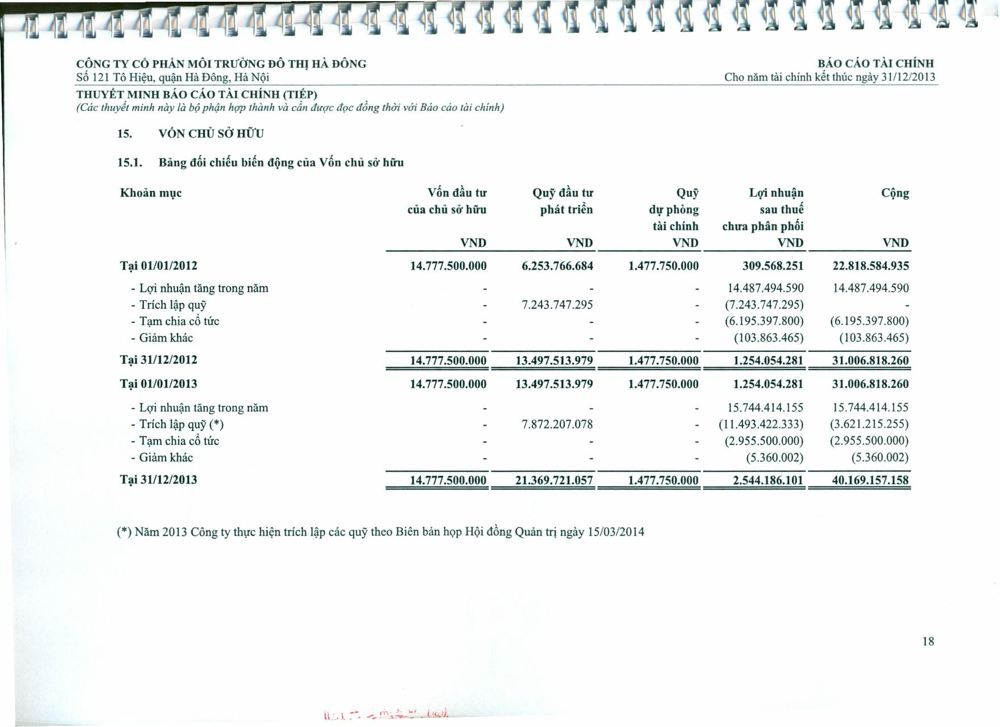 CÔNG TY CỔ PHẦN MÔI TRƯỜNG ĐÔ THỊ HÀ ĐÔNG BÁO CÁO TÀI CHÍNH
Số 121 Tô Hiệu, quận Hà Đông, Hà Nội Cho năm tài chính kết thúc ngày 31/12/2013
THUYẾT MINH BÁO CÁO TÀI CHÍNH (TIẾP)
(Các thuyết minh này là bộ phận hợp thành và cần được đọc đồng thời với Báo cáo tài chính)
15. VỐN CHỦ SỞ HỮU
15.1. Bảng đối chiếu biến động của Vốn chủ sở hữu
Khoản mục Vốn đầu tư Quỹ đầu tư Quỹ Lợi nhuận Cộng
của chủ sở hữu phát triển dự phòng sau thuế
tài chính chưa phân phối
VND VND VND VND VND
Tại 01/01/2012 14.777.500.000 6.253.766.684 1.477.750.000 309.568.251 22.818.584.935
- Lợi nhuận tăng trong năm - - - 14.487.494.590 14.487.494.590
- Trích lập quỹ - 7.243.747.295 - (7.243.747.295) -
- Tạm chia cổ tức - - - (6.195.397.800) (6.195.397.800)
- Giảm khác - - - (103.863.465) (103.863.465)
Tại 31/12/2012 14.777.500.000 13.497.513.979 1.477.750.000 1.254.054.281 31.006.818.260
Tại 01/01/2013 14.777.500.000 13.497.513.979 1.477.750.000 1.254.054.281 31.006.818.260
- Lợi nhuận tăng trong năm - - - 15.744.414.155 15.744.414.155
- Trích lập quỹ (*) - 7.872.207.078 - (11.493.422.333) (3.621.215.255)
- Tạm chia cổ tức - - - (2.955.500.000) (2.955.500.000)
- Giảm khác - - - (5.360.002) (5.360.002)
Tại 31/12/2013 14.777.500.000 21.369.721.057 1.477.750.000 2.544.186.101 40.169.157.158
(*) Năm 2013 Công ty thực hiện trích lập các quỹ theo Biên bản họp Hội đồng Quản trị ngày 15/03/2014
18